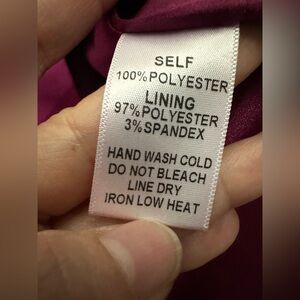 SELF
100% POLYESTER
LINING
97% POLYESTER
3% SPANDEX
HAND WASH COLD
DO NOT BLEACH
LINE DRY
IRON LOW HEAT